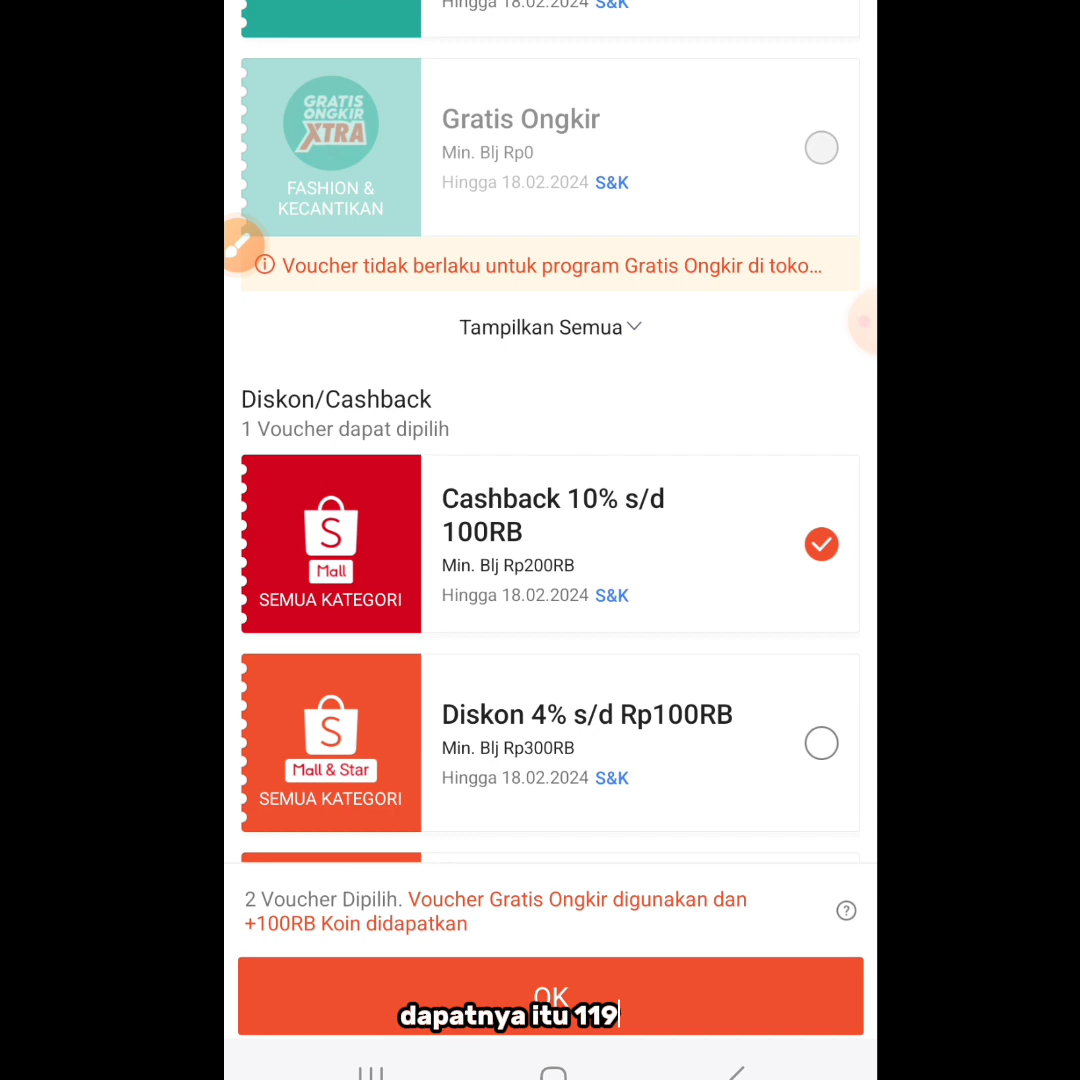 Hingga 18.02.2024 S&K
GRATIS
ONGKIR
XTRA
FASHION &
KECANTIKAN
Gratis Ongkir
Min. Blj Rp0
Hingga 18.02.2024 S&K
Voucher tidak berlaku untuk program Gratis Ongkir di toko...
Tampilkan Semua
Diskon/Cashback
1 Voucher dapat dipilih
S
Mall
SEMUA KATEGORI
Cashback 10% s/d
100RB
Min. Blj Rp200RB
Hingga 18.02.2024 S&K
S
Mall & Star
SEMUA KATEGORI
Diskon 4% s/d Rp100RB
Min. Blj Rp300RB
Hingga 18.02.2024 S&K
2 Voucher Dipilih. Voucher Gratis Ongkir digunakan dan
+100RB Koin didapatkan
OK
dapatnya itu 119